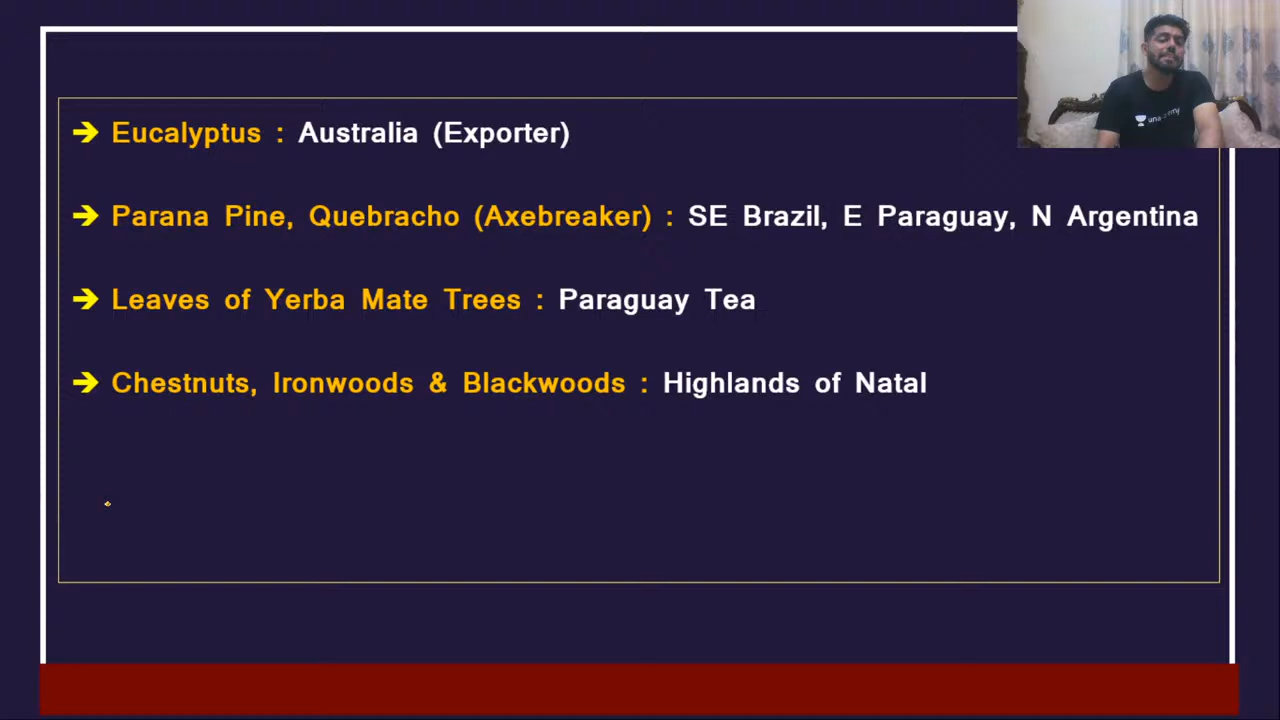 ➔ Eucalyptus : Australia (Exporter)
➔ Parana Pine, Quebracho (Axebreaker) : SE Brazil, E Paraguay, N Argentina
➔ Leaves of Yerba Mate Trees : Paraguay Tea
➔ Chestnuts, Ironwoods & Blackwoods : Highlands of Natal